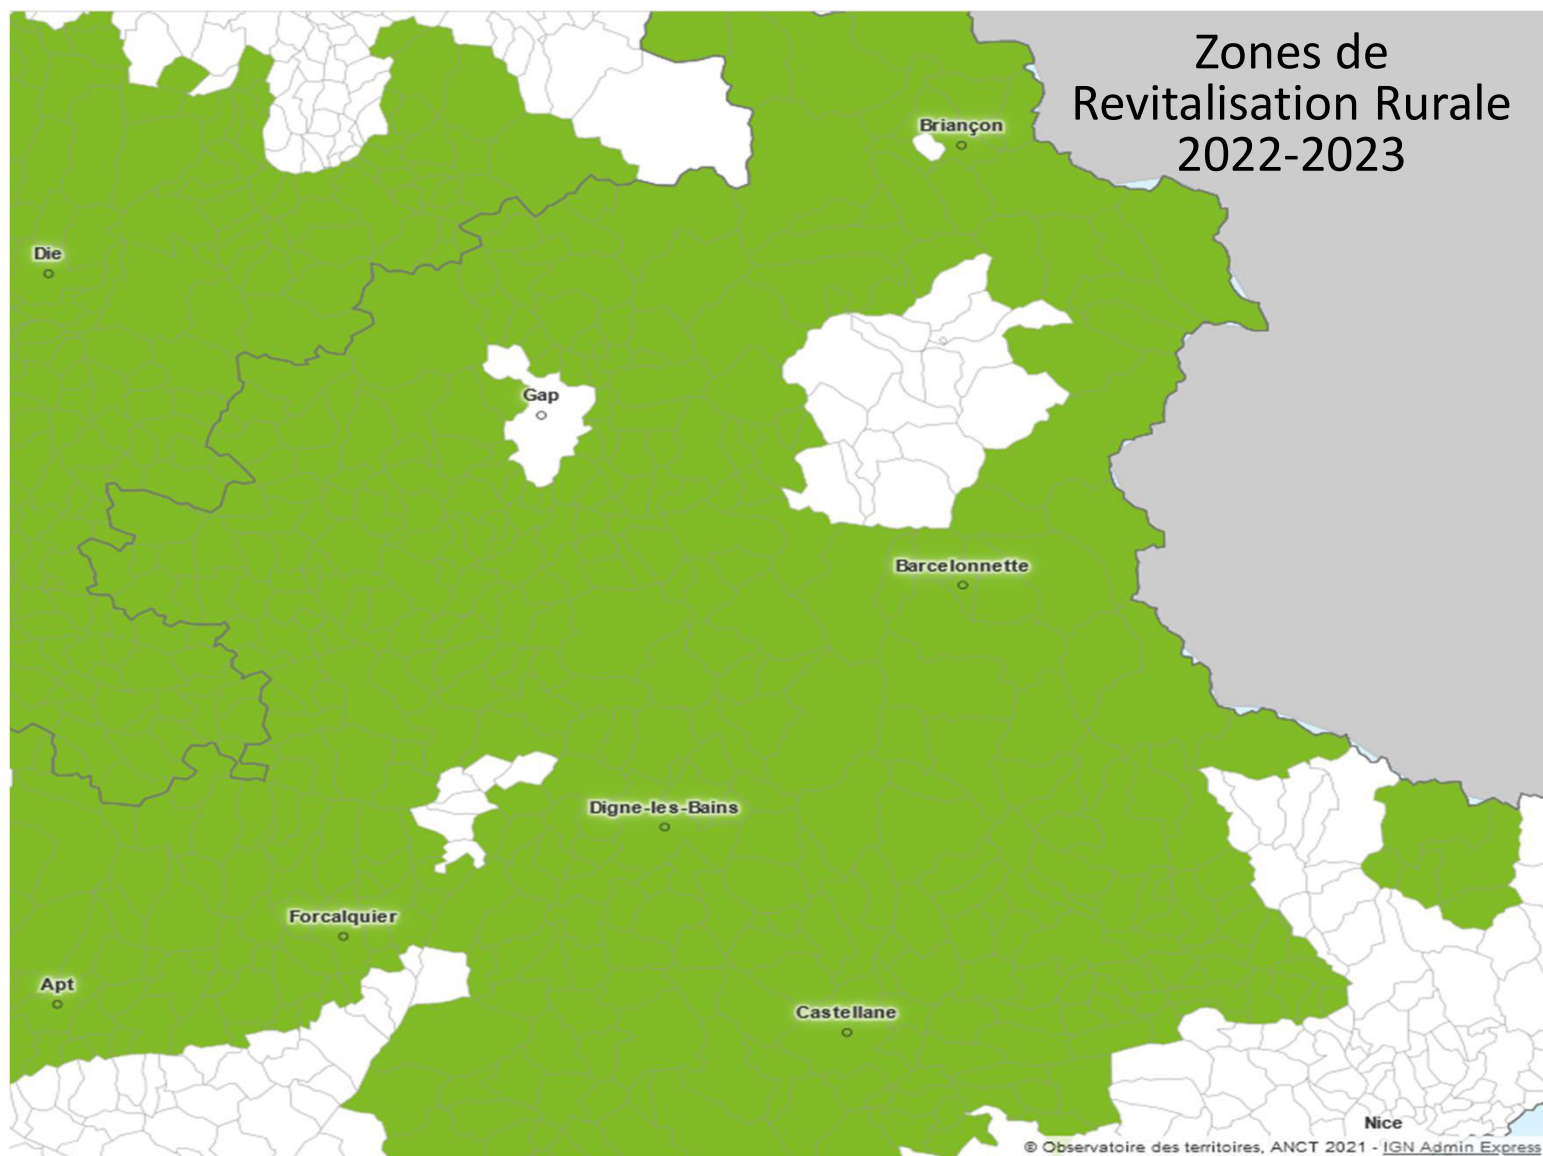 Zones de
Revitalisation Rurale
2022-2023
Briançon
Die
Gap
Barcelonnette
Digne-les-Bains
Forcalquier
Apt
Castellane
Nice
© Observatoire des territoires, ANCT 2021 - IGN Admin Express